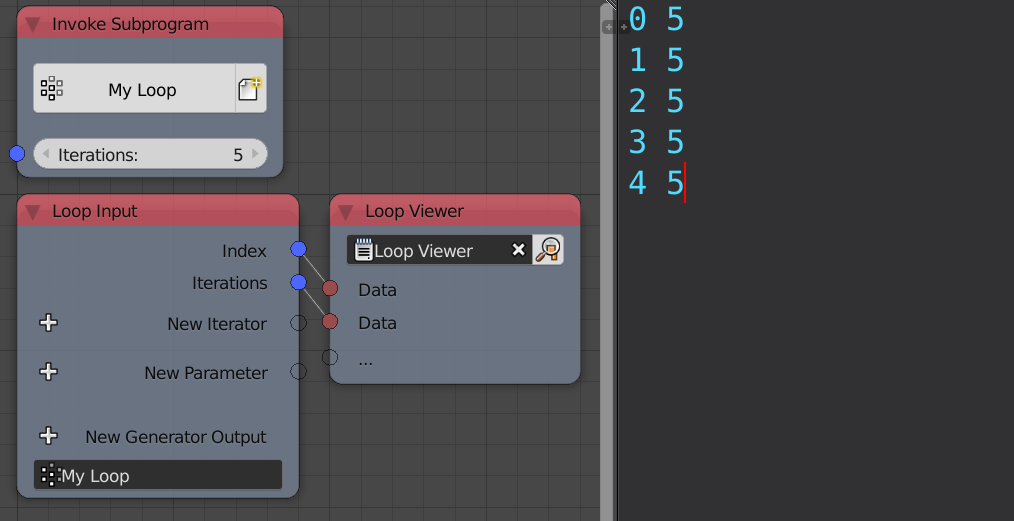 Invoke Subprogram
My Loop
Iterations: 5
Loop Input
Index
Iterations
New Iterator
New Parameter
New Generator Output
My Loop
Loop Viewer
Loop Viewer
Data
Data
...
0 5
1 5
2 5
3 5
4 5